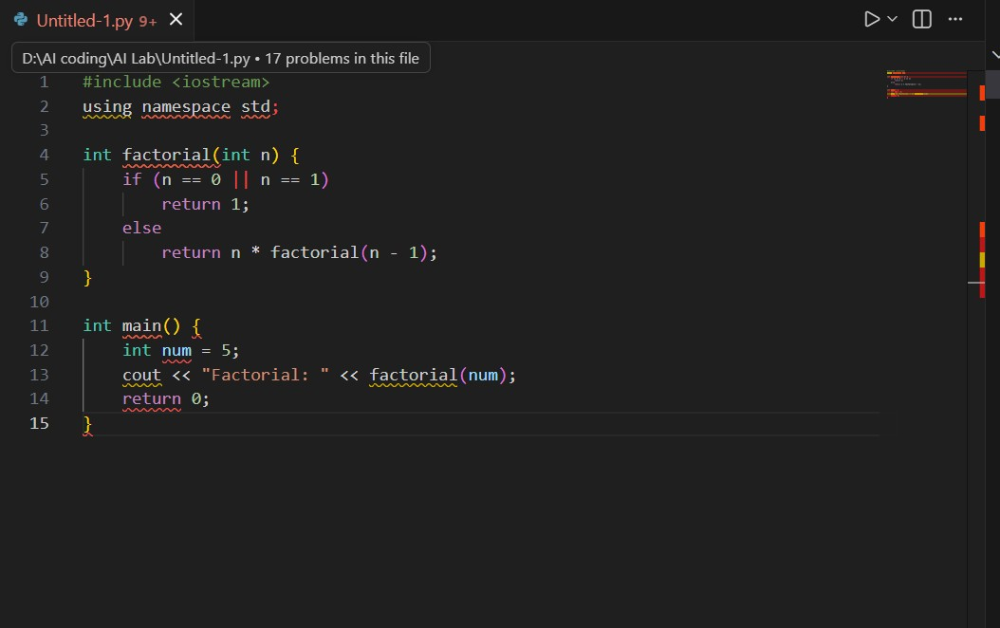 Untitled-1.py 9+
D:\AI coding\AI Lab\Untitled-1.py • 17 problems in this file
1 #include <iostream>
2 using namespace std;
3
4 int factorial(int n) {
5     if (n == 0 || n == 1)
6         return 1;
7     else
8         return n * factorial(n - 1);
9 }
10
11 int main() {
12     int num = 5;
13     cout << "Factorial: " << factorial(num);
14     return 0;
15 }